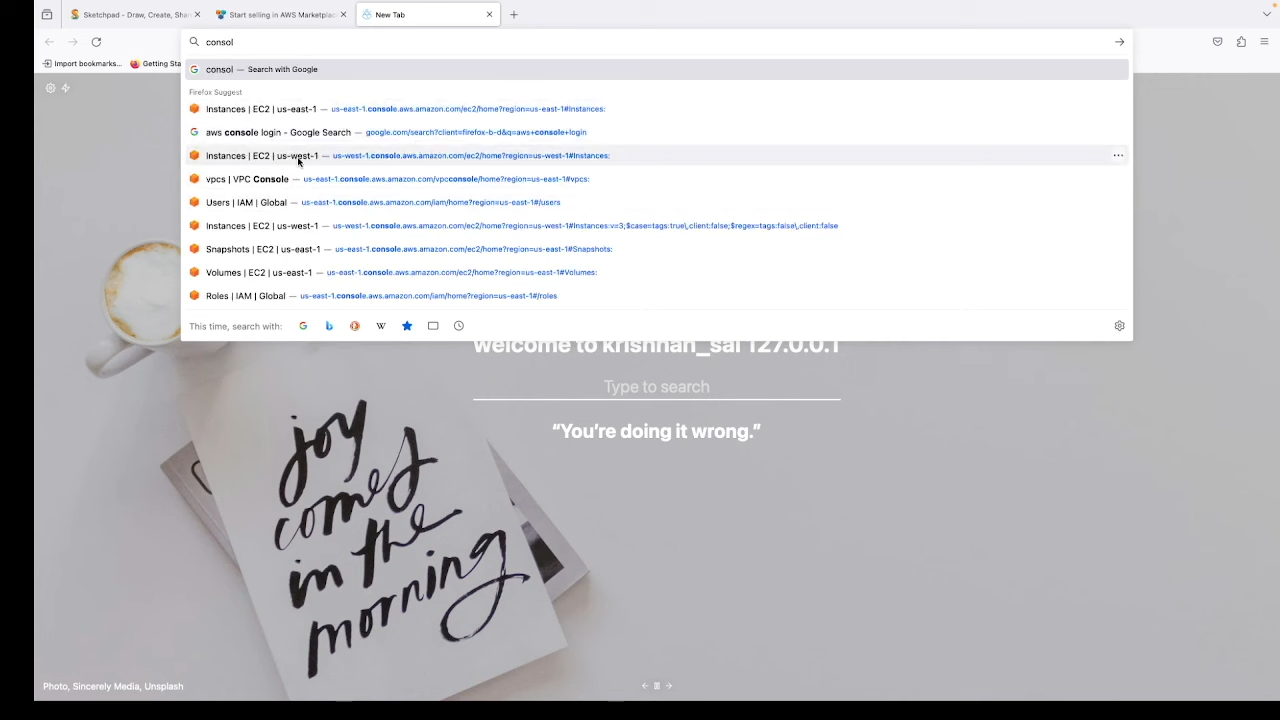 Sketchpad - Draw, Create, Shar
Start selling in AWS Marketplac
New Tab
consol
Import bookmarks...
Getting Sta
consol — Search with Google
Firefox Suggest
Instances | EC2 | us-east-1 — us-east-1.console.aws.amazon.com/ec2/home?region=us-east-1#Instances:
aws console login - Google Search — google.com/search?client=firefox-b-d&q=aws+console+login
Instances | EC2 | us-west-1 — us-west-1.console.aws.amazon.com/ec2/home?region=us-west-1#Instances:
vpcs | VPC Console — us-east-1.console.aws.amazon.com/vpcconsole/home?region=us-east-1#vpcs:
Users | IAM | Global — us-east-1.console.aws.amazon.com/iam/home?region=us-east-1#/users
Instances | EC2 | us-west-1 — us-west-1.console.aws.amazon.com/ec2/home?region=us-west-1#Instances:v=3;$case=tags:true\,client:false;$regex=tags:false\,client:false
Snapshots | EC2 | us-east-1 — us-east-1.console.aws.amazon.com/ec2/home?region=us-east-1#Snapshots:
Volumes | EC2 | us-east-1 — us-east-1.console.aws.amazon.com/ec2/home?region=us-east-1#Volumes:
Roles | IAM | Global — us-east-1.console.aws.amazon.com/iam/home?region=us-east-1#/roles
This time, search with:
welcome to krishnan_sai 127.0.0.1
Type to search
“You’re doing it wrong.”
joy
comes
in the
morning
Photo, Sincerely Media, Unsplash